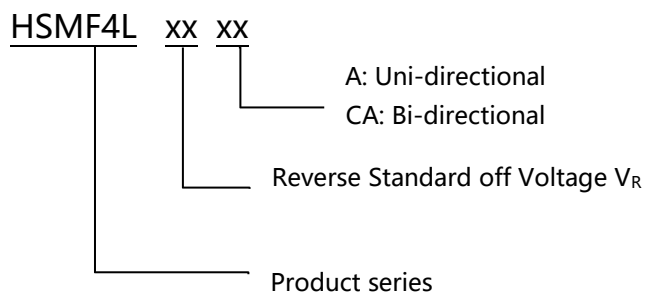 HSMF4L xx xx
A: Uni-directional
CA: Bi-directional
Reverse Standard off Voltage VR
Product series